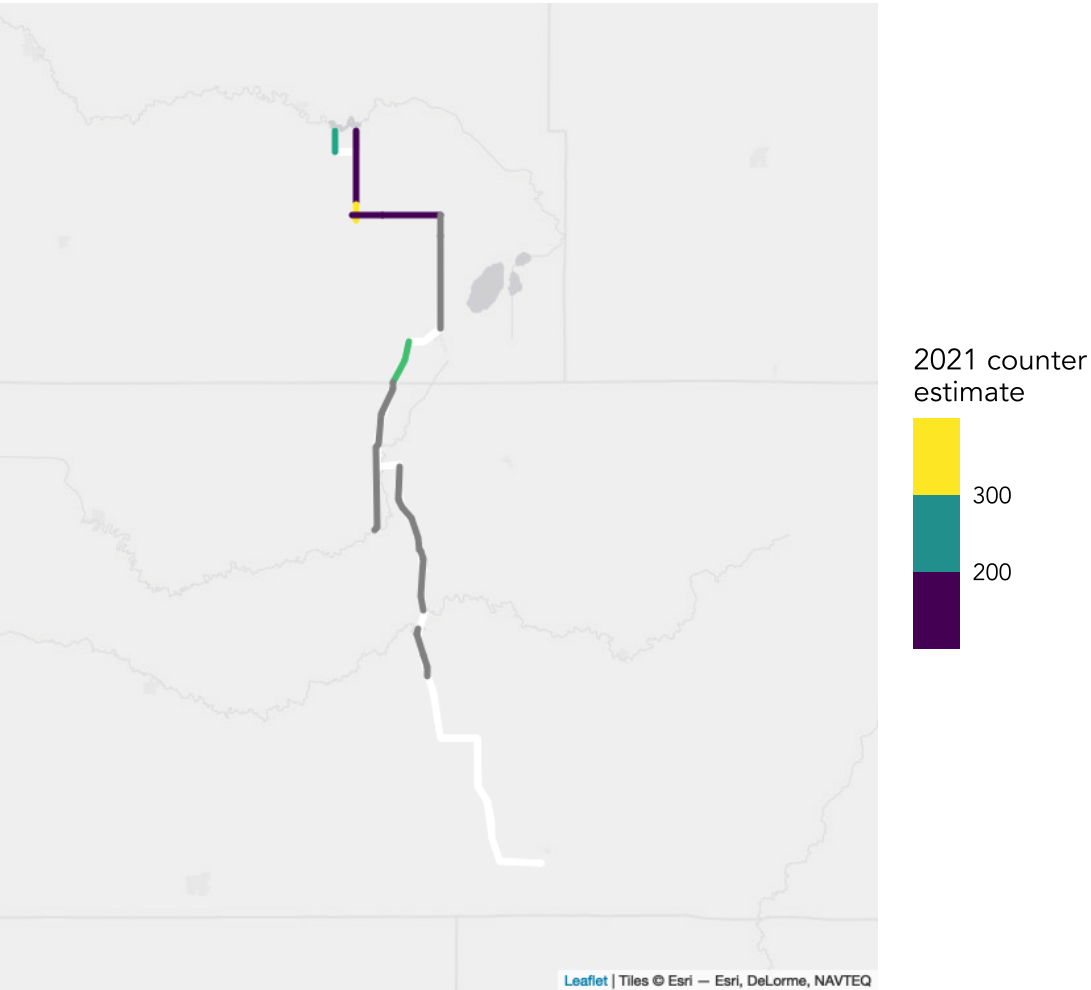 2021 counter
estimate
300
200
Leaflet | Tiles © Esri — Esri, DeLorme, NAVTEQ